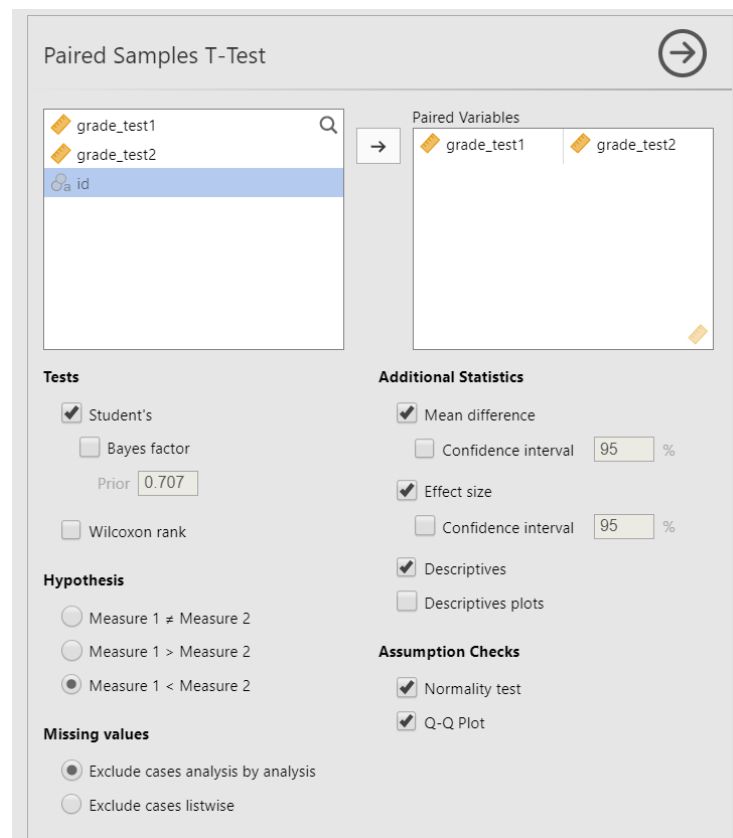 Paired Samples T-Test
grade_test1
grade_test2
a id
Paired Variables
grade_test1 grade_test2
Tests
Student's
Bayes factor
Prior 0.707
Wilcoxon rank
Hypothesis
Measure 1 ≠ Measure 2
Measure 1 > Measure 2
Measure 1 < Measure 2
Missing values
Exclude cases analysis by analysis
Exclude cases listwise
Additional Statistics
Mean difference
Confidence interval 95 %
Effect size
Confidence interval 95 %
Descriptives
Descriptives plots
Assumption Checks
Normality test
Q-Q Plot